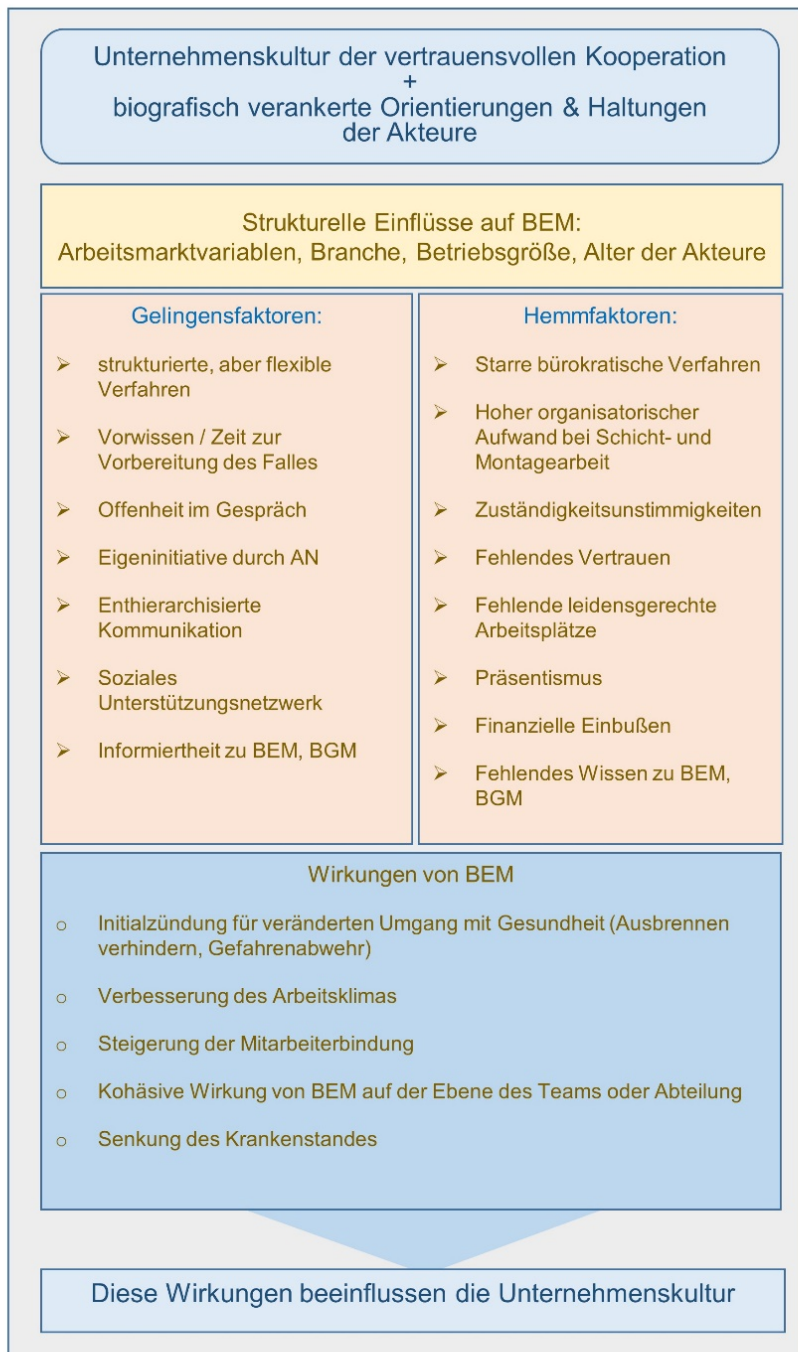 Unternehmenskultur der vertrauensvollen Kooperation
+
biografisch verankerte Orientierungen & Haltungen
der Akteure
Strukturelle Einflüsse auf BEM:
Arbeitsmarktvariablen, Branche, Betriebsgröße, Alter der Akteure
Gelingensfaktoren:
➢ strukturierte, aber flexible
Verfahren
➢ Vorwissen / Zeit zur
Vorbereitung des Falles
➢ Offenheit im Gespräch
➢ Eigeninitiative durch AN
➢ Enthierarchisierte
Kommunikation
➢ Soziales
Unterstützungsnetzwerk
➢ Informiertheit zu BEM, BGM
Hemmfaktoren:
➢ Starre bürokratische Verfahren
➢ Hoher organisatorischer
Aufwand bei Schicht- und
Montagearbeit
➢ Zuständigkeitsunstimmigkeiten
➢ Fehlendes Vertrauen
➢ Fehlende leidensgerechte
Arbeitsplätze
➢ Präsentismus
➢ Finanzielle Einbußen
➢ Fehlendes Wissen zu BEM,
BGM
Wirkungen von BEM
o Initialzündung für veränderten Umgang mit Gesundheit (Ausbrennen
verhindern, Gefahrenabwehr)
o Verbesserung des Arbeitsklimas
o Steigerung der Mitarbeiterbindung
o Kohäsive Wirkung von BEM auf der Ebene des Teams oder Abteilung
o Senkung des Krankenstandes
Diese Wirkungen beeinflussen die Unternehmenskultur